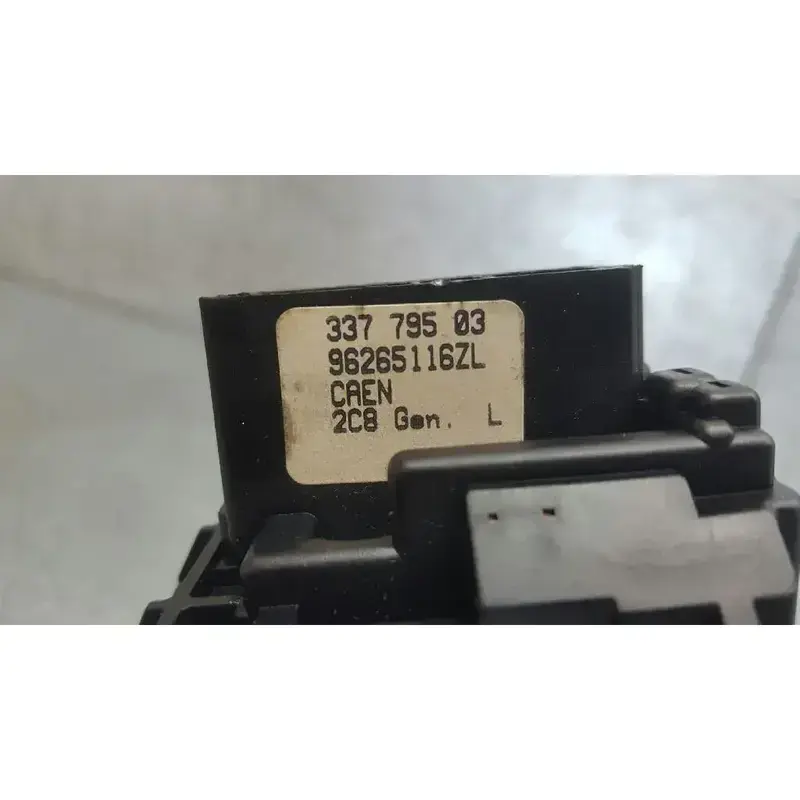 337 795 03
96265116ZL
CAEN
2C8 Gen. L